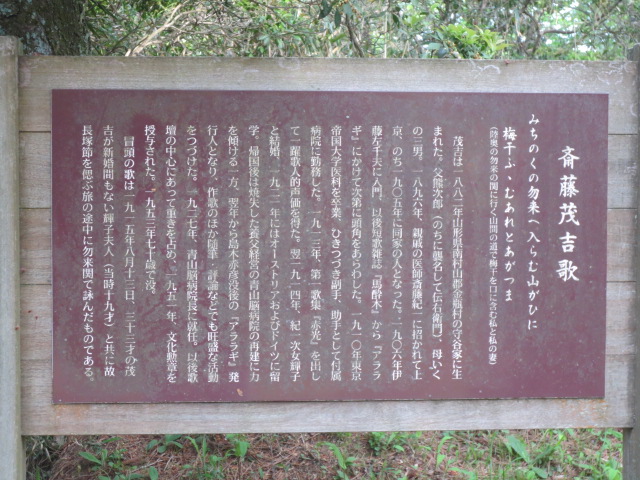 斎藤茂吉歌
みちのくの勿来へ入らむ山がひに
梅干ふゝむあれとあがつま
（陸奥の勿来の関に行く山間の道で梅干を口に含む私と私の妻）
茂吉は一八八二年山形県南村山郡金瓶村の守谷家に生
まれた。父熊次郎（のちに襲名して伝右衛門）、母いく
の三男。一八九六年、親戚の医師斎藤紀一に招かれて上
京、のち一九〇五年に同家の人となった。一九〇六年伊
藤左千夫に入門、以後短歌雑誌「馬酔木」から『アララ
ギ』にかけて次第に頭角をあらわした。一九一〇年東京
帝国大学医科を卒業、ひきつづき副手、助手として付属
病院に勤務した。一九一三年、第一歌集『赤光』を出し
て一躍歌人的声価を得た。翌一九一四年、紀一次女輝子
と結婚。一九二一年にはオーストリアおよびドイツに留
学。帰国後は焼失した養父経営の青山脳病院の再建に力
を傾ける一方、翌年から島木赤彦没後の『アララギ』発
行人となり、作歌のほか随筆・評論などでも旺盛な活動
をつづけた。一九二七年、青山脳病院長に就任。以後歌
壇の中心にあって重きを占め、一九五一年、文化勲章を
授与された。一九五三年七十歳で没。
冒頭の歌は一九一五年八月十三日、三十三才の茂
吉が新婚間もない輝子夫人（当時十九才）と共に故
長塚節を偲ぶ旅の途中に勿来関で詠んだものである。